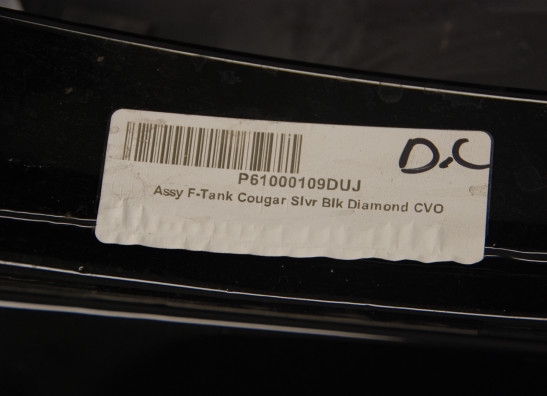 D.C
P61000109DUJ
Assy F-Tank Cougar Slvr Blk Diamond CVO